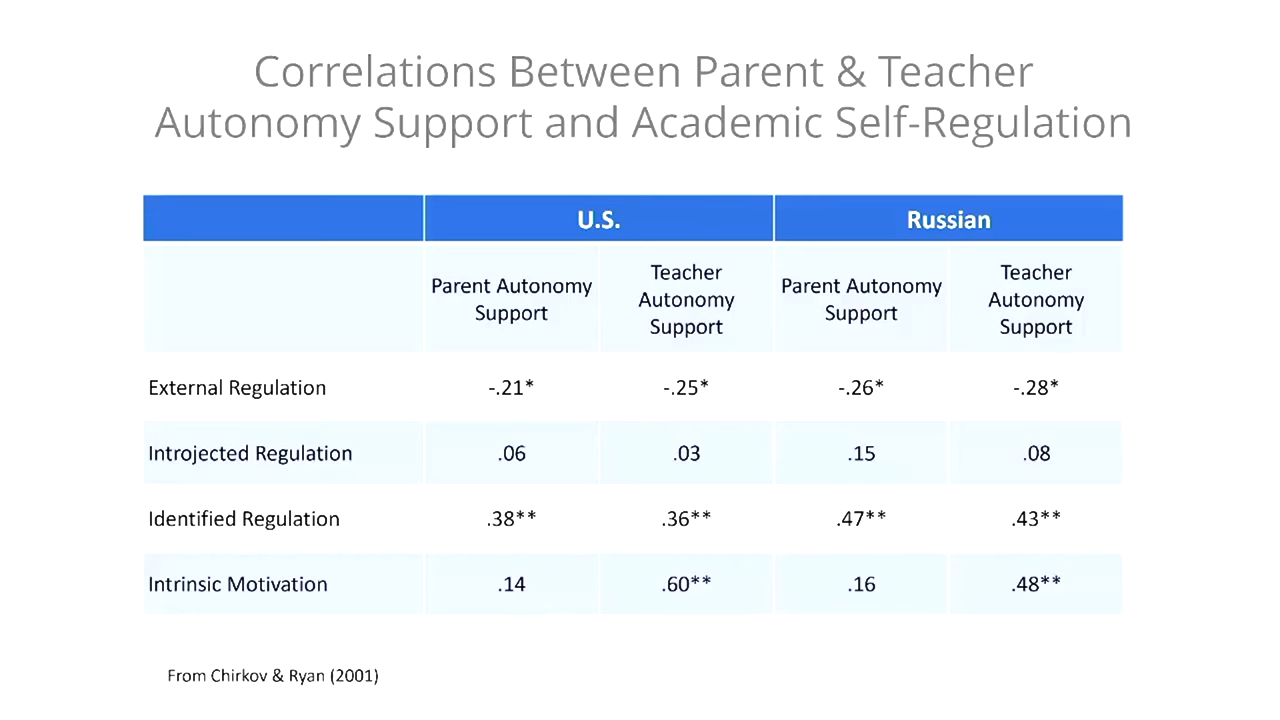 Correlations Between Parent & Teacher
Autonomy Support and Academic Self-Regulation
U.S. Russian
Parent Autonomy Support Teacher Autonomy Support Parent Autonomy Support Teacher Autonomy Support
External Regulation -.21* -.25* -.26* -.28*
Introjected Regulation .06 .03 .15 .08
Identified Regulation .38** .36** .47** .43**
Intrinsic Motivation .14 .60** .16 .48**
From Chirkov & Ryan (2001)